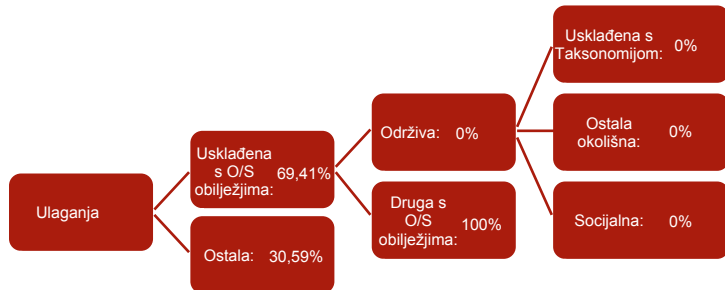 Ulaganja
Usklađena
s O/S
obilježjima: 69,41%
Ostala: 30,59%
Održiva: 0%
Druga s
O/S
obilježjima: 100%
Usklađena s
Taksonomijom: 0%
Ostala
okolišna: 0%
Socijalna: 0%